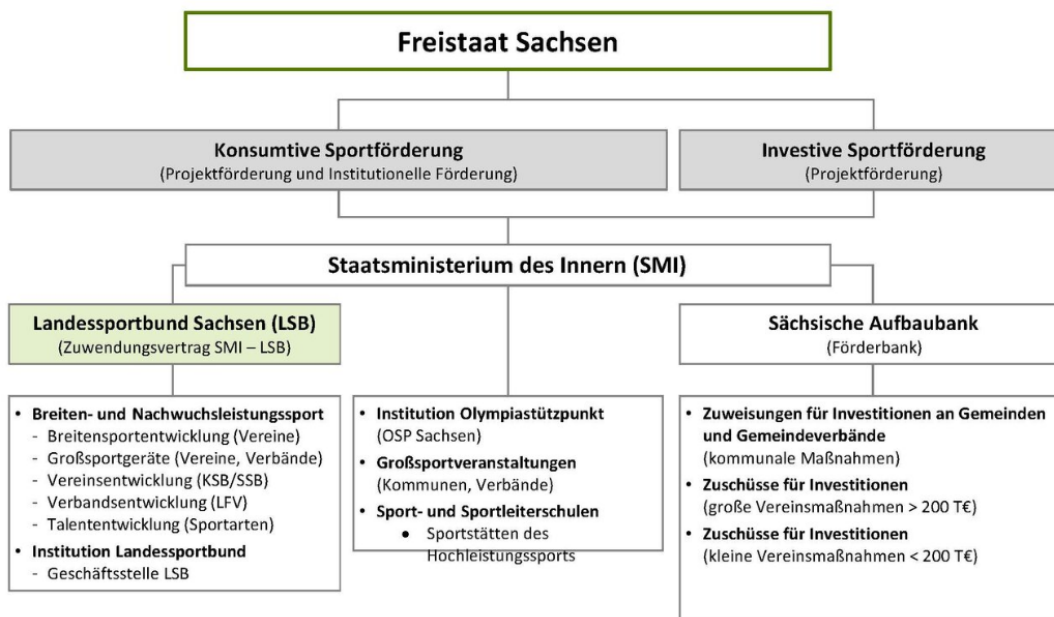 Freistaat Sachsen
Konsumtive Sportförderung
(Projektförderung und Institutionelle Förderung)
Investive Sportförderung
(Projektförderung)
Staatsministerium des Innern (SMI)
Landessportbund Sachsen (LSB)
(Zuwendungsvertrag SMI – LSB)
Sächsische Aufbaubank
(Förderbank)
• Breiten- und Nachwuchsleistungssport
- Breitensportentwicklung (Vereine)
- Großsportgeräte (Vereine, Verbände)
- Vereinsentwicklung (KSB/SSB)
- Verbandsentwicklung (LFV)
- Talententwicklung (Sportarten)
• Institution Landessportbund
- Geschäftsstelle LSB
• Institution Olympiastützpunkt
(OSP Sachsen)
• Großsportveranstaltungen
(Kommunen, Verbände)
• Sport- und Sportleiterschulen
● Sportstätten des
Hochleistungssports
• Zuweisungen für Investitionen an Gemeinden
und Gemeindeverbände
(kommunale Maßnahmen)
• Zuschüsse für Investitionen
(große Vereinsmaßnahmen > 200 T€)
• Zuschüsse für Investitionen
(kleine Vereinsmaßnahmen < 200 T€)